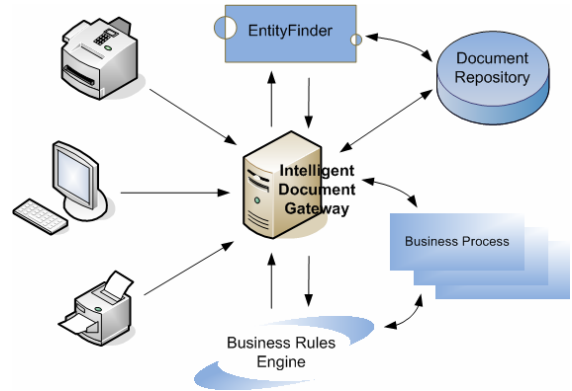 EntityFinder
Document
Repository
Intelligent
Document
Gateway
Business Process
Business Rules
Engine